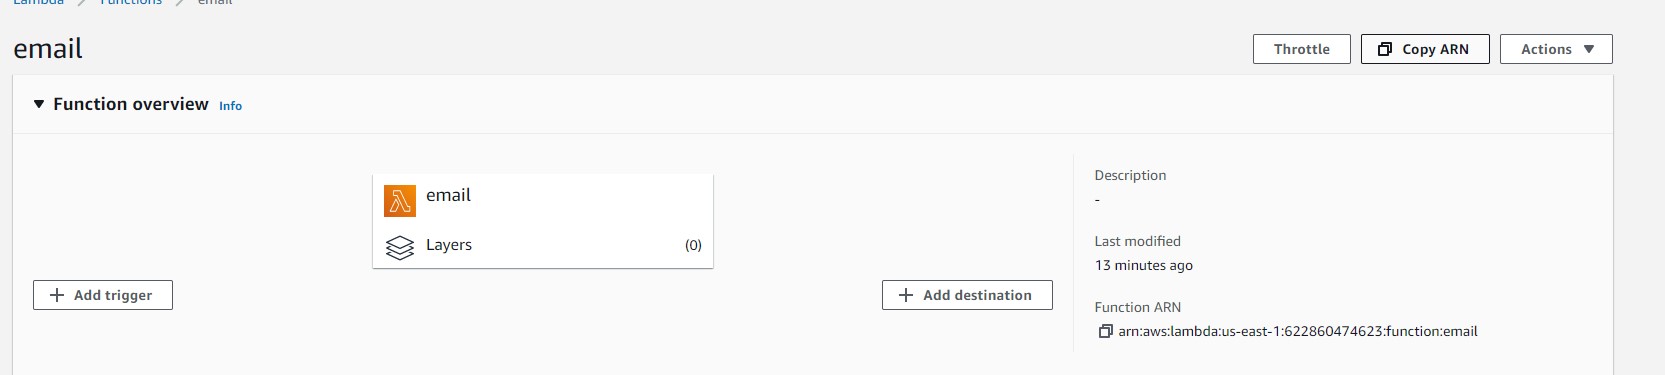 Lambda Functions email
email
Throttle Copy ARN Actions
Function overview Info
email
Layers (0)
Add trigger
Add destination
Description
-
Last modified
13 minutes ago
Function ARN
arn:aws:lambda:us-east-1:622860474623:function:email